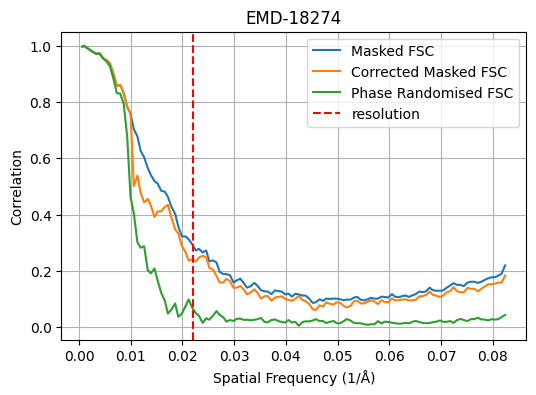 EMD-18274
Masked FSC
Corrected Masked FSC
Phase Randomised FSC
resolution
Correlation
1.0
0.8
0.6
0.4
0.2
0.0
0.00 0.01 0.02 0.03 0.04 0.05 0.06 0.07 0.08
Spatial Frequency (1/Å)